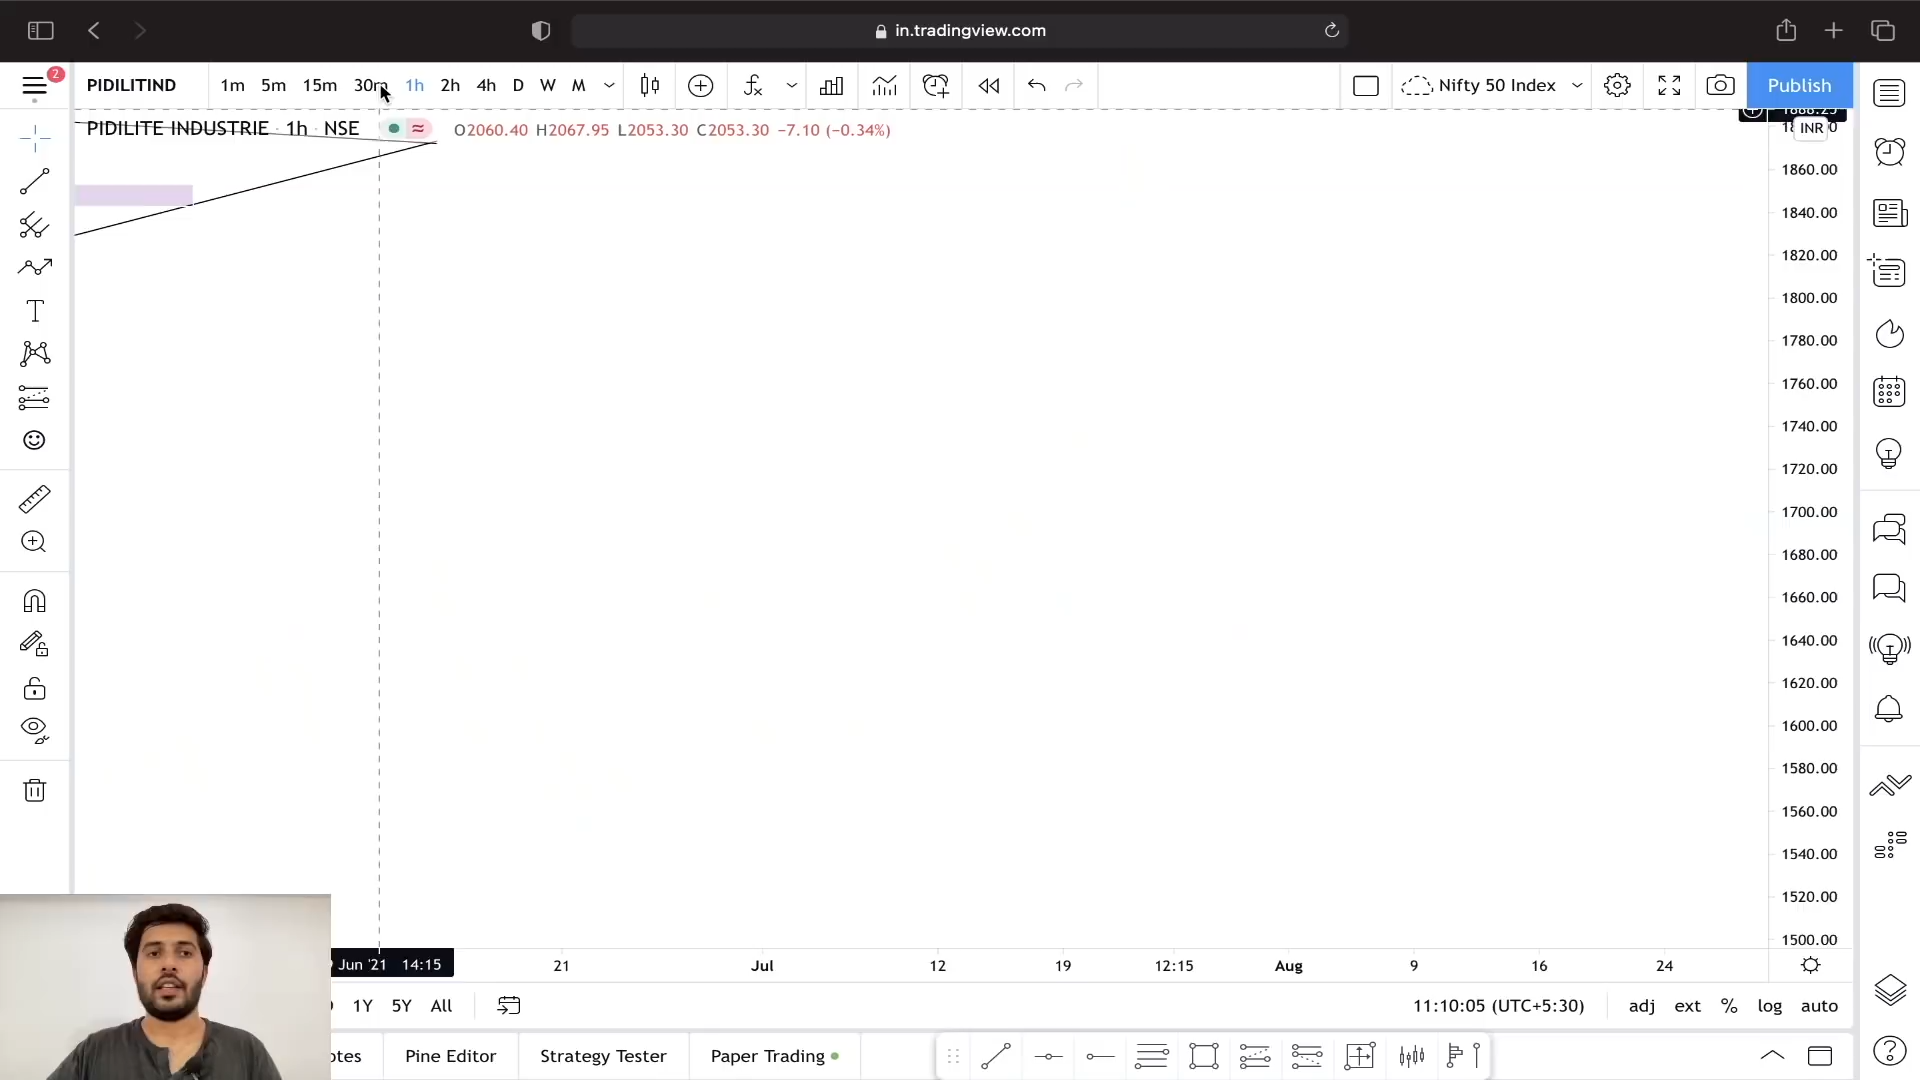 in.tradingview.com
2
PIDILITIND 1m 5m 15m 30m 1h 2h 4h D W M Nifty 50 Index Publish
PIDILITE INDUSTRIE · 1h · NSE O2060.40 H2067.95 L2053.30 C2053.30 −7.10 (−0.34%)
INR
1860.00
1840.00
1820.00
1800.00
1780.00
1760.00
1740.00
1720.00
1700.00
1680.00
1660.00
1640.00
1620.00
1600.00
1580.00
1560.00
1540.00
1520.00
1500.00
Jun '21 14:15 21 Jul 12 19 12:15 Aug 9 16 24
1Y 5Y All 11:10:05 (UTC+5:30) adj ext % log auto
otes Pine Editor Strategy Tester Paper Trading